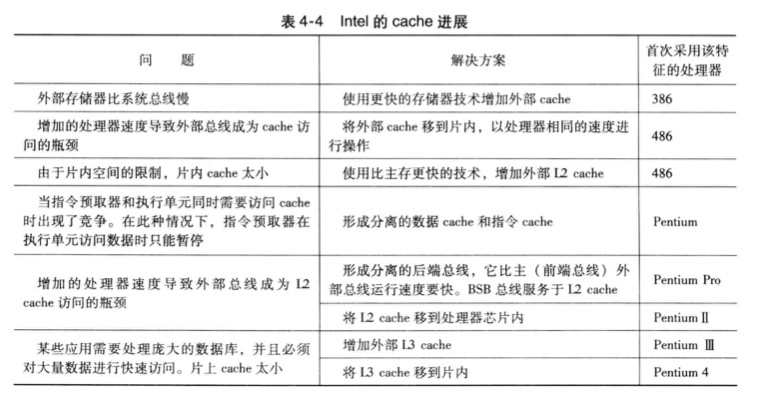 表 4-4 Intel 的 cache 进展
问 题
解决方案
首次采用该特
征的处理器
外部存储器比系统总线慢
使用更快的存储器技术增加外部 cache
386
增加的处理器速度导致外部总线成为 cache 访
问的瓶颈
将外部 cache 移到片内，以处理器相同的速度进
行操作
486
由于片内空间的限制，片内 cache 太小
使用比主存更快的技术，增加外部 L2 cache
486
当指令预取器和执行单元同时需要访问 cache
时出现了竞争。在此种情况下，指令预取器在
执行单元访问数据时只能暂停
形成分离的数据 cache 和指令 cache
Pentium
增加的处理器速度导致外部总线成为 L2
cache 访问的瓶颈
形成分离的后端总线，它比主（前端总线）外
部总线运行速度要快。BSB 总线服务于 L2 cache
Pentium Pro
将 L2 cache 移到处理器芯片内
Pentium Ⅱ
某些应用需要处理庞大的数据库，并且必须
对大量数据进行快速访问。片上 cache 太小
增加外部 L3 cache
Pentium Ⅲ
将 L3 cache 移到片内
Pentium 4